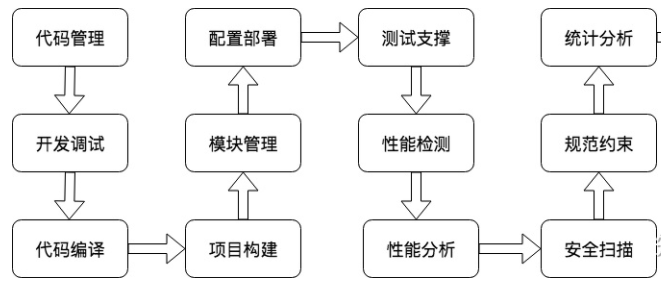 代码管理
开发调试
代码编译
项目构建
模块管理
配置部署
测试支撑
性能检测
性能分析
安全扫描
规范约束
统计分析